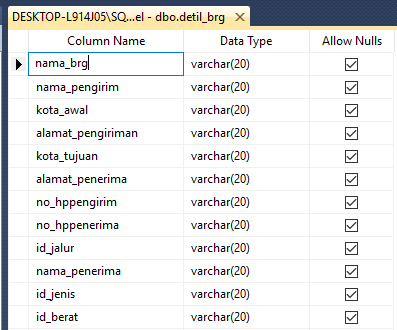 DESKTOP-L914J05\SQ...el - dbo.detil_brg
Column Name Data Type Allow Nulls
nama_brg varchar(20)
nama_pengirim varchar(20)
kota_awal varchar(20)
alamat_pengiriman varchar(20)
kota_tujuan varchar(20)
alamat_penerima varchar(20)
no_hppengirim varchar(20)
no_hppenerima varchar(20)
id_jalur varchar(20)
nama_penerima varchar(20)
id_jenis varchar(20)
id_berat varchar(20)